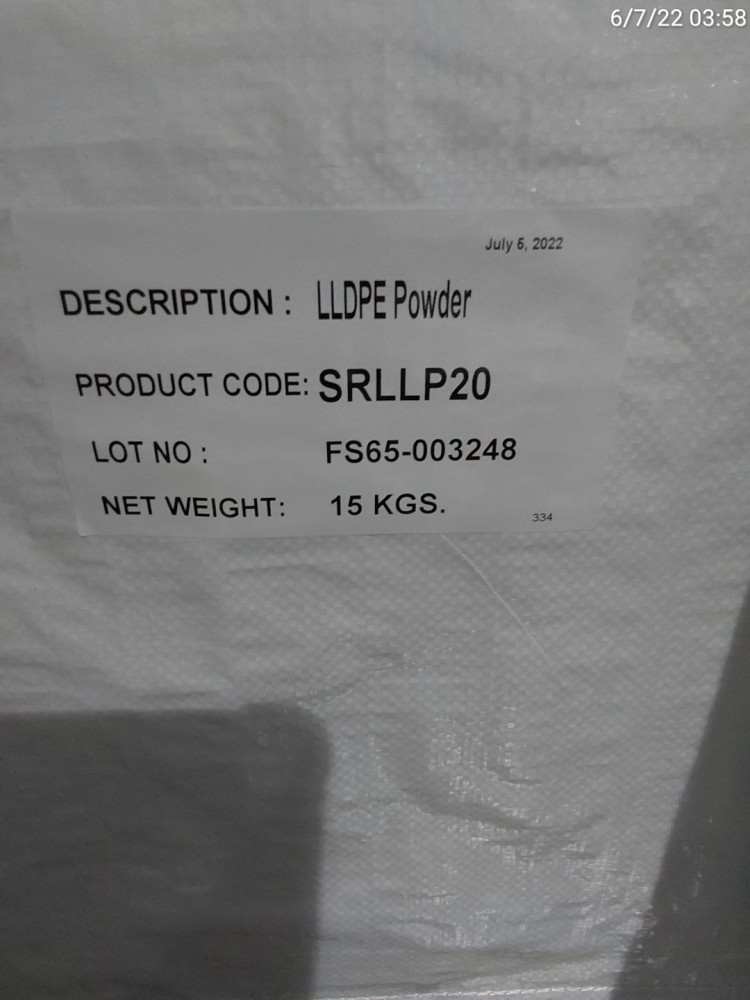 6/7/22 03:58
July 6, 2022
DESCRIPTION : LLDPE Powder
PRODUCT CODE: SRLLP20
LOT NO : FS65-003248
NET WEIGHT: 15 KGS.
334